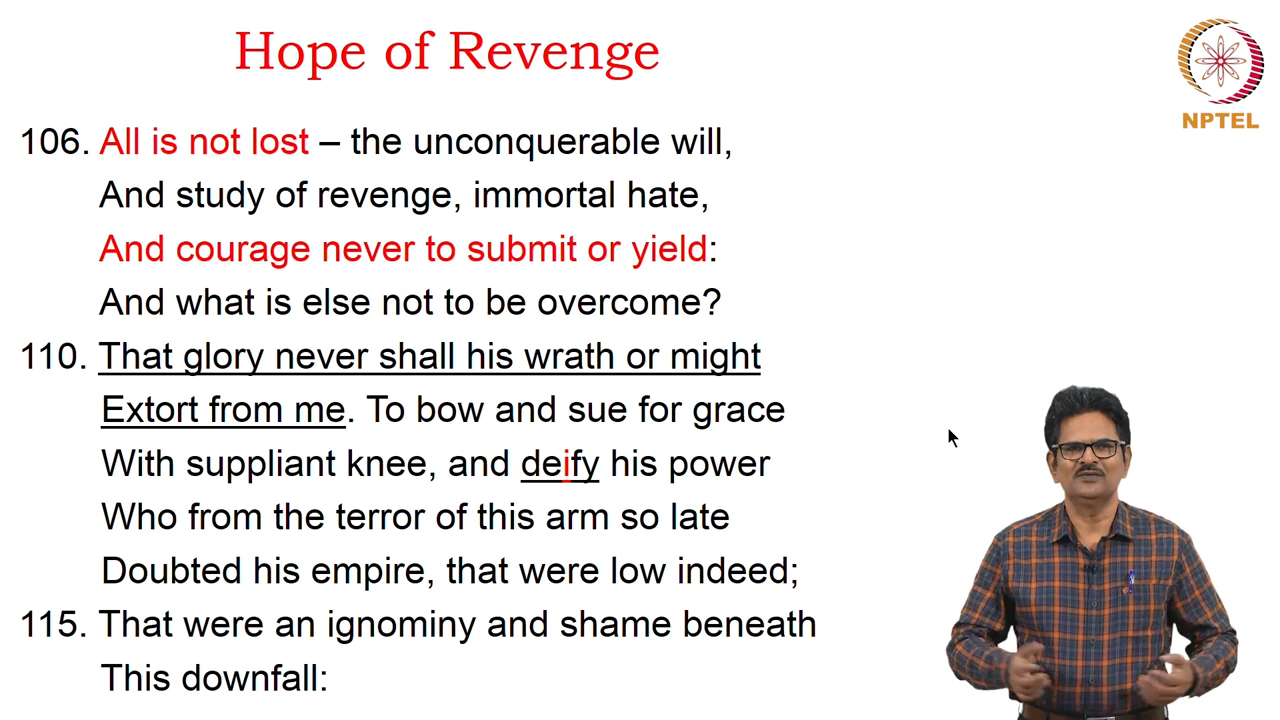 Hope of Revenge
NPTEL
106. All is not lost – the unconquerable will,
And study of revenge, immortal hate,
And courage never to submit or yield:
And what is else not to be overcome?
110. That glory never shall his wrath or might
Extort from me. To bow and sue for grace
With suppliant knee, and deify his power
Who from the terror of this arm so late
Doubted his empire, that were low indeed;
115. That were an ignominy and shame beneath
This downfall: